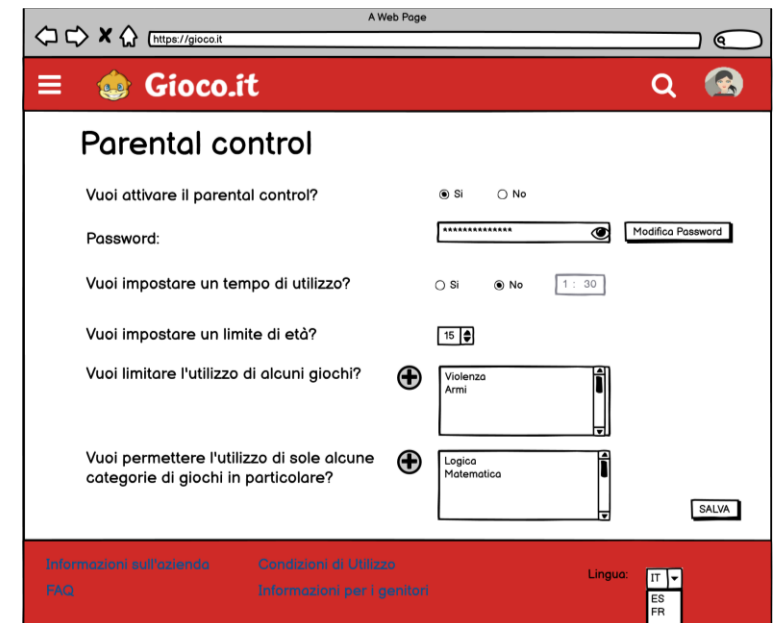 A Web Page
https://gioco.it
Gioco.it
Parental control
Vuoi attivare il parental control?
Si No
Password:
**************
Modifica Password
Vuoi impostare un tempo di utilizzo?
Si No
1 : 30
Vuoi impostare un limite di età?
15
Vuoi limitare l'utilizzo di alcuni giochi?
Violenza
Armi
Vuoi permettere l'utilizzo di sole alcune
categorie di giochi in particolare?
Logica
Matematica
SALVA
Informazioni sull'azienda
Condizioni di Utilizzo
FAQ
Informazioni per i genitori
Lingua:
IT
ES
FR